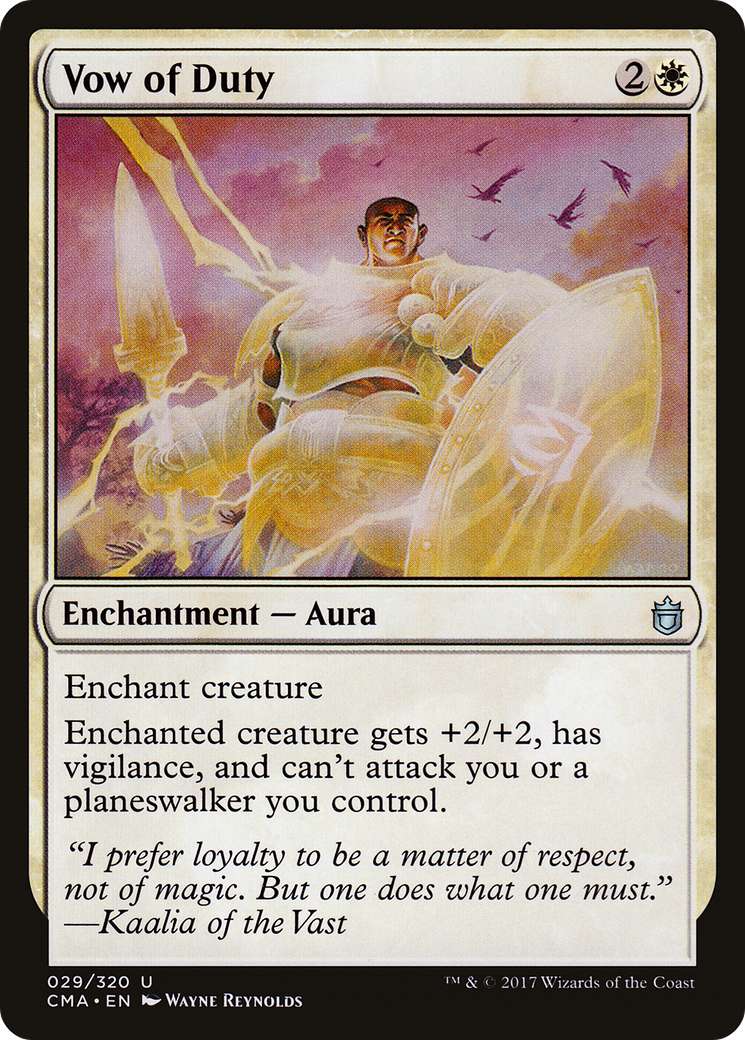 Vow of Duty 2
Enchantment — Aura
Enchant creature
Enchanted creature gets +2/+2, has
vigilance, and can't attack you or a
planeswalker you control.
“I prefer loyalty to be a matter of respect,
not of magic. But one does what one must.”
—Kaalia of the Vast
029/320 U
CMA • EN Wayne Reynolds
™ & © 2017 Wizards of the Coast